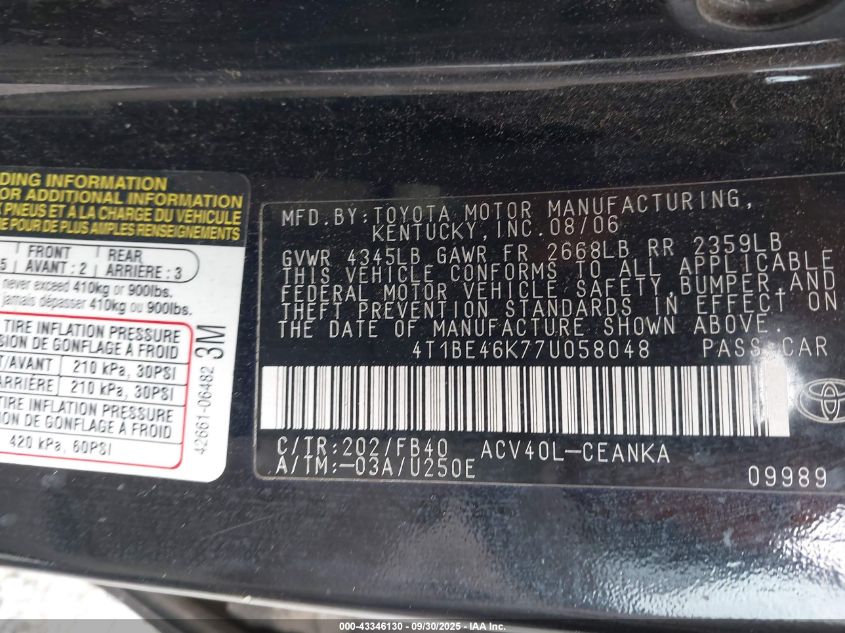 DING INFORMATION
OR ADDITIONAL INFORMATION
PNEUS ET À LA CHARGE DU VÉHICULE
E POUR DE PLUS AMPLES RENSEIGNEMENTS
5 FRONT REAR
AVANT : 2 ARRIÈRE : 3
never exceed 410kg or 900lbs.
jamais dépasser 410kg ou 900lbs.
TIRE INFLATION PRESSURE
SION DE GONFLAGE À FROID
T/AVANT 210 kPa, 30PSI
ARRIÈRE 210 kPa, 30PSI
TIRE INFLATION PRESSURE
DE GONFLAGE À FROID
420 kPa, 60PSI
42661-06482 3M
MFD.BY:TOYOTA MOTOR MANUFACTURING,
KENTUCKY,INC.08/06
GVWR 4345LB GAWR FR 2668LB RR 2359LB
THIS VEHICLE CONFORMS TO ALL APPLICABLE
FEDERAL MOTOR VEHICLE SAFETY,BUMPER,AND
THEFT PREVENTION STANDARDS IN EFFECT ON
THE DATE OF MANUFACTURE SHOWN ABOVE.
4T1BE46K77U058048 PASS.CAR
C/TR:202/FB40 ACV40L-CEANKA
A/TM:-03A/U250E
09989
000-43346130 - 09/30/2025 - IAA Inc.